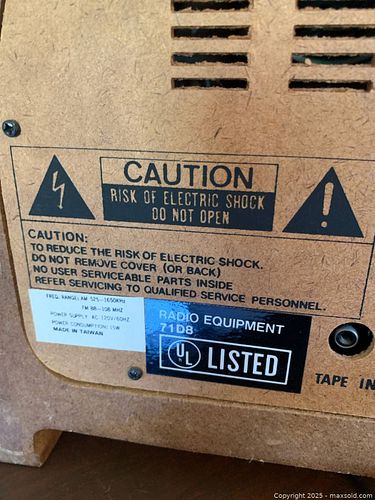 CAUTION
RISK OF ELECTRIC SHOCK
DO NOT OPEN
CAUTION:
TO REDUCE THE RISK OF ELECTRIC SHOCK.
DO NOT REMOVE COVER (OR BACK)
NO USER SERVICEABLE PARTS INSIDE
REFER SERVICING TO QUALIFIED SERVICE PERSONNEL.
FREQ. RANGE: AM 525-1650KHz
FM 88-108 MHZ
POWER SUPPLY: AC 120V/60HZ
POWER CONSUMPTION: 15W
MADE IN TAIWAN
RADIO EQUIPMENT
71D8
UL LISTED
TAPE IN
© Copyright 2025 - maxsold.com